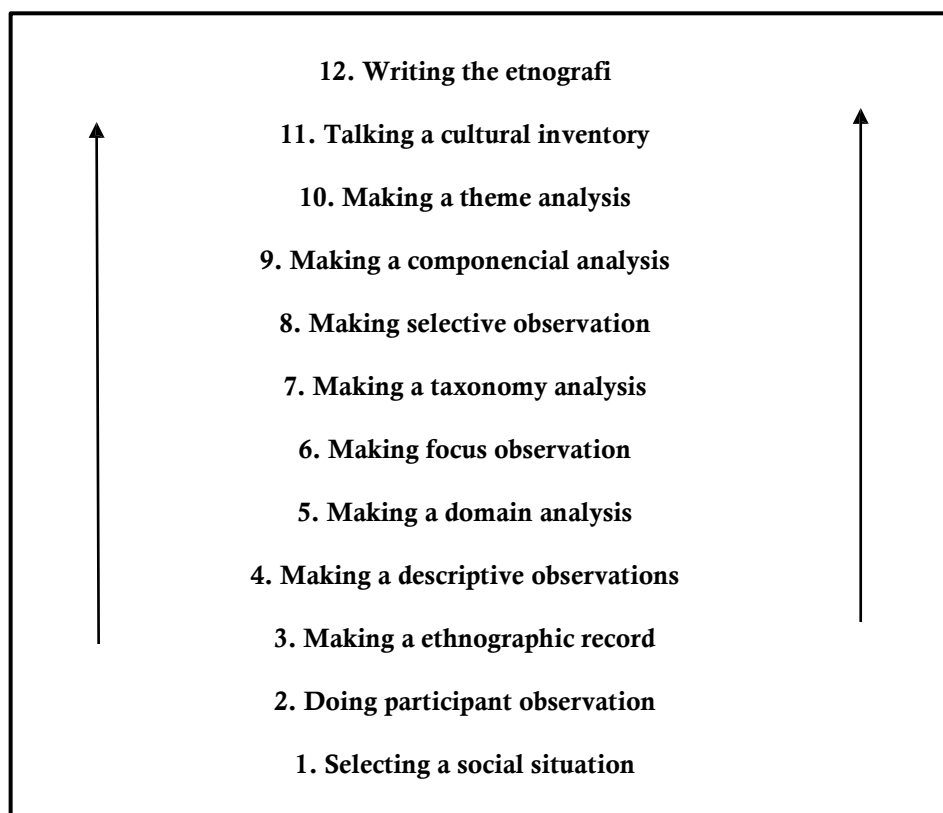 12. Writing the etnografi
11. Talking a cultural inventory
10. Making a theme analysis
9. Making a componencial analysis
8. Making selective observation
7. Making a taxonomy analysis
6. Making focus observation
5. Making a domain analysis
4. Making a descriptive observations
3. Making a ethnographic record
2. Doing participant observation
1. Selecting a social situation